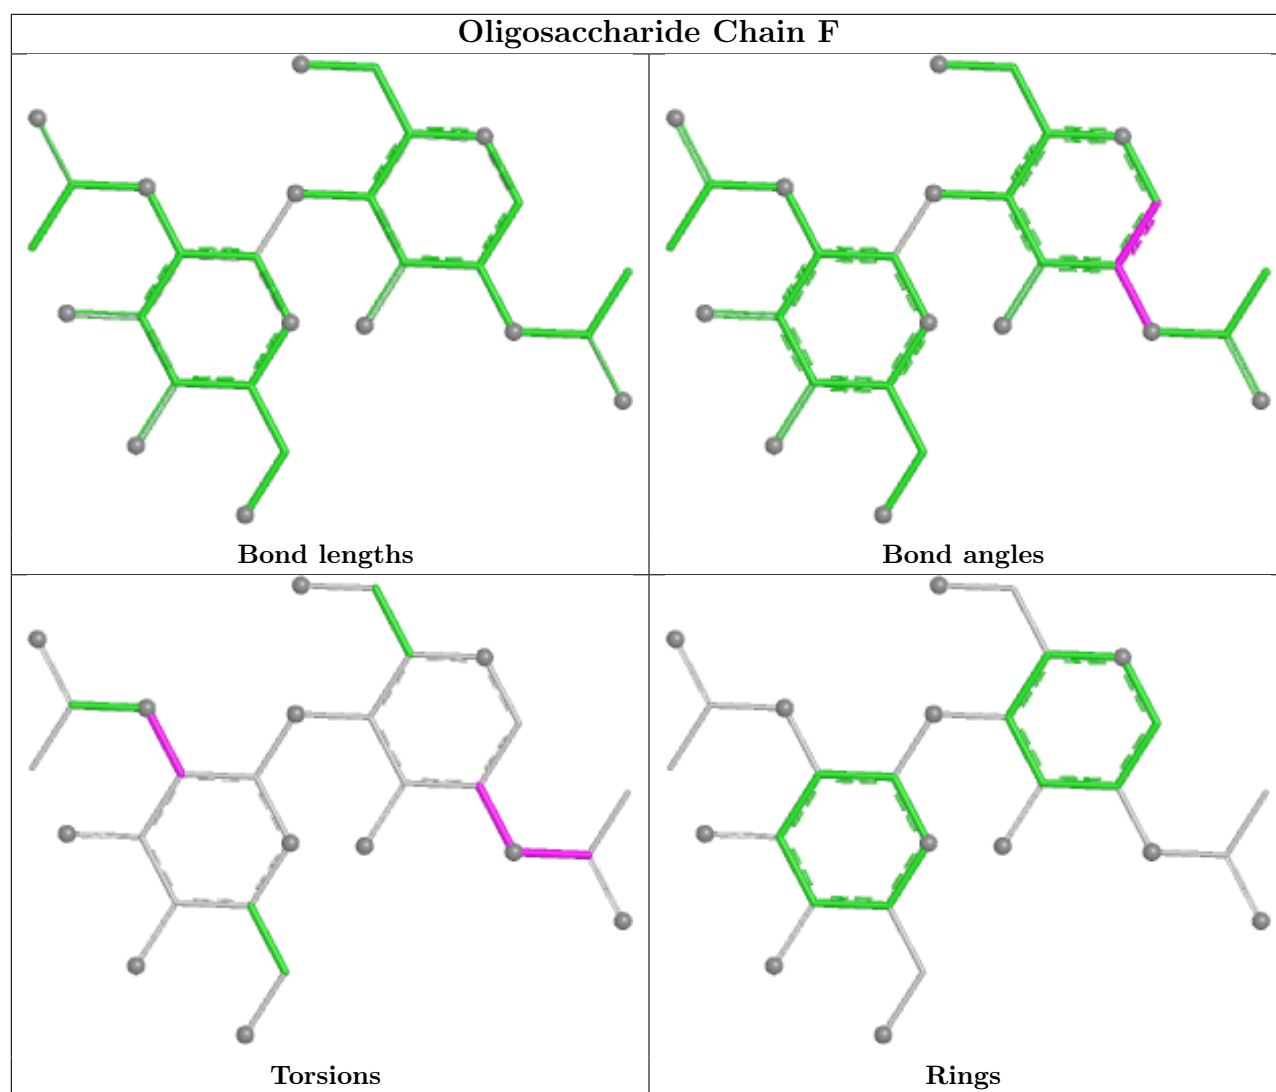 Oligosaccharide Chain F
Bond lengths
Bond angles
Torsions
Rings